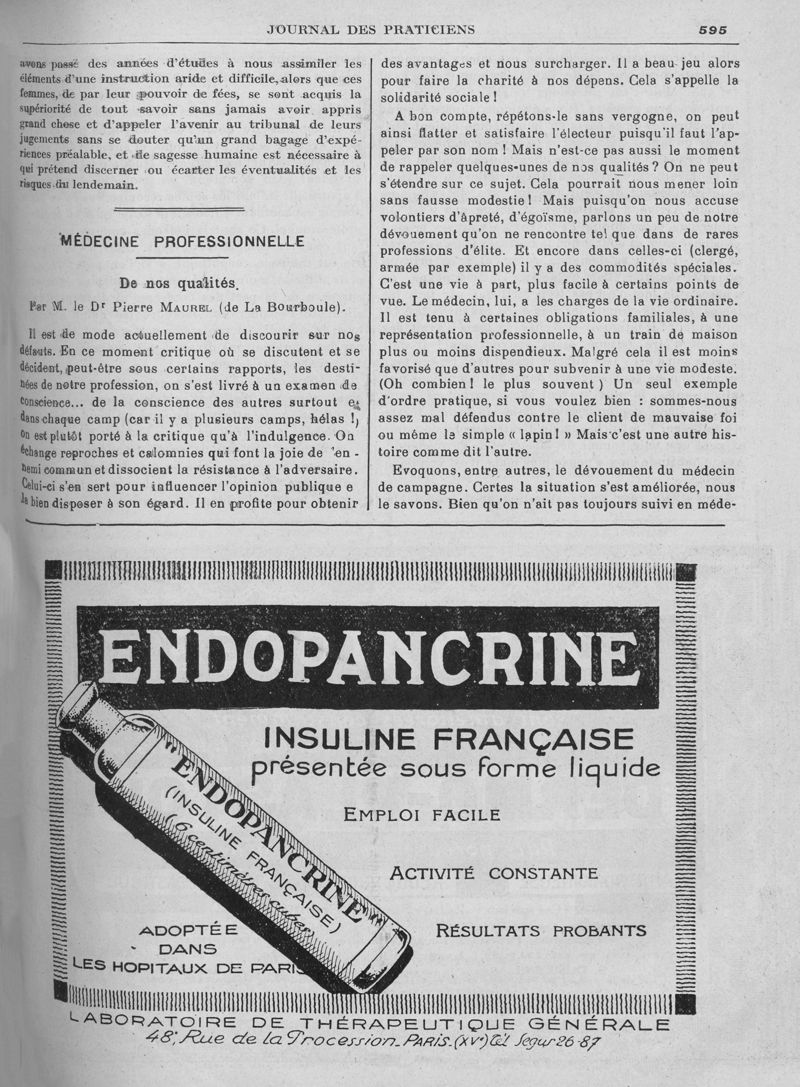 JOURNAL DES PRATICIENS 595
avons passé des années d'études à nous assimiler les
éléments d'une instruction aride et difficile, alors que ces
femmes, de par leur pouvoir de fées, se sont acquis la
supériorité de tout savoir sans jamais avoir appris
grand chose et d'appeler l'avenir au tribunal de leurs
jugements sans se douter qu'un grand bagage d'expé-
riences préalable, et de sagesse humaine est nécessaire à
qui prétend discerner ou écarter les éventualités et les
risques du lendemain.
MÉDECINE PROFESSIONNELLE
De nos qualités.
Par M. le Dr Pierre MAUREL (de La Bourboule).
Il est de mode actuellement de discourir sur nos
défauts. En ce moment critique où se discutent et se
décident, peut-être sous certains rapports, les desti-
nées de notre profession, on s'est livré à un examen de
conscience... de la conscience des autres surtout et
dans chaque camp (car il y a plusieurs camps, hélas !)
on est plutôt porté à la critique qu'à l'indulgence. On
échange reproches et calomnies qui font la joie de 'en-
nemi commun et dissocient la résistance à l'adversaire.
Celui-ci s'en sert pour influencer l'opinion publique e
la bien disposer à son égard. Il en profite pour obtenir
des avantages et nous surcharger. Il a beau jeu alors
pour faire la charité à nos dépens. Cela s'appelle la
solidarité sociale !
A bon compte, répétons-le sans vergogne, on peut
ainsi flatter et satisfaire l'électeur puisqu'il faut l'ap-
peler par son nom ! Mais n'est-ce pas aussi le moment
de rappeler quelques-unes de nos qualités ? On ne peut
s'étendre sur ce sujet. Cela pourrait nous mener loin
sans fausse modestie ! Mais puisqu'on nous accuse
volontiers d'âpreté, d'égoïsme, parlons un peu de notre
dévouement qu'on ne rencontre tel que dans de rares
professions d'élite. Et encore dans celles-ci (clergé,
armée par exemple) il y a des commodités spéciales.
C'est une vie à part, plus facile à certains points de
vue. Le médecin, lui, a les charges de la vie ordinaire.
Il est tenu à certaines obligations familiales, à une
représentation professionnelle, à un train de maison
plus ou moins dispendieux. Malgré cela il est moins
favorisé que d'autres pour subvenir à une vie modeste.
(Oh combien ! le plus souvent) Un seul exemple
d'ordre pratique, si vous voulez bien : sommes-nous
assez mal défendus contre le client de mauvaise foi
ou même le simple « lapin ! » Mais c'est une autre his-
toire comme dit l'autre.
Evoquons, entre autres, le dévouement du médecin
de campagne. Certes la situation s'est améliorée, nous
le savons. Bien qu'on n'ait pas toujours suivi en méde-
ENDOPANCRINE
INSULINE FRANÇAISE
présentée sous forme liquide
EMPLOI FACILE
ACTIVITÉ CONSTANTE
RÉSULTATS PROBANTS
"ENDOPANCRINE"
(INSULINE FRANÇAISE)
(6 centimètres cubes)
ADOPTÉE
DANS
LES HOPITAUX DE PARIS
LABORATOIRE DE THÉRAPEUTIQUE GÉNÉRALE
48, Rue de la Procession_PARIS_(XVe) Tél. Ségur 26-87